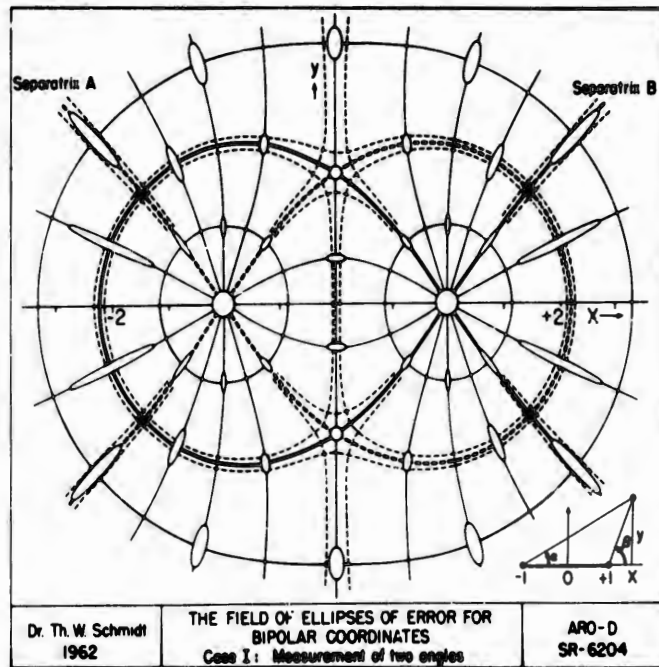 Separatrix A
y
Separatrix B
-2
+2
X
α
β
y
-1
0
+1
X
Dr. Th. W. Schmidt
1962
THE FIELD OF ELLIPSES OF ERROR FOR
BIPOLAR COORDINATES
Case I: Measurement of two angles
ARO-D
SR-6204